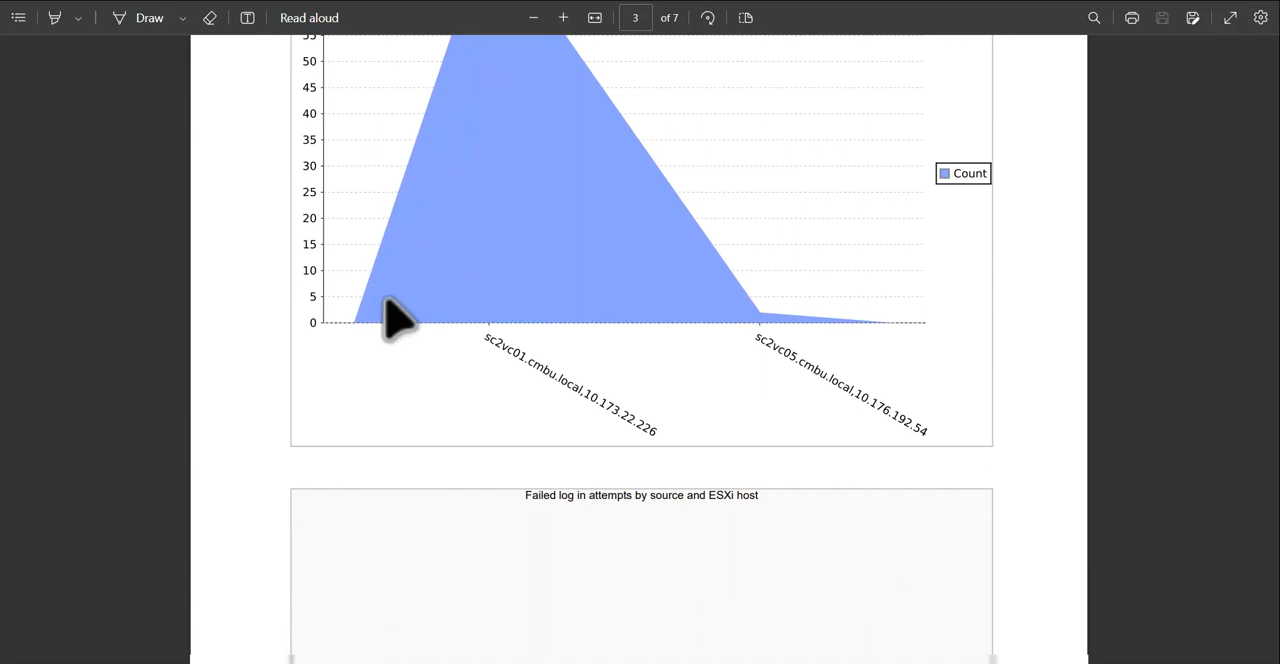 Draw
Read aloud
3
of 7
55
50
45
40
35
30
25
20
15
10
5
0
Count
sc2vc01.cmbu.local,10.173.22.226
sc2vc05.cmbu.local,10.176.192.54
Failed log in attempts by source and ESXi host